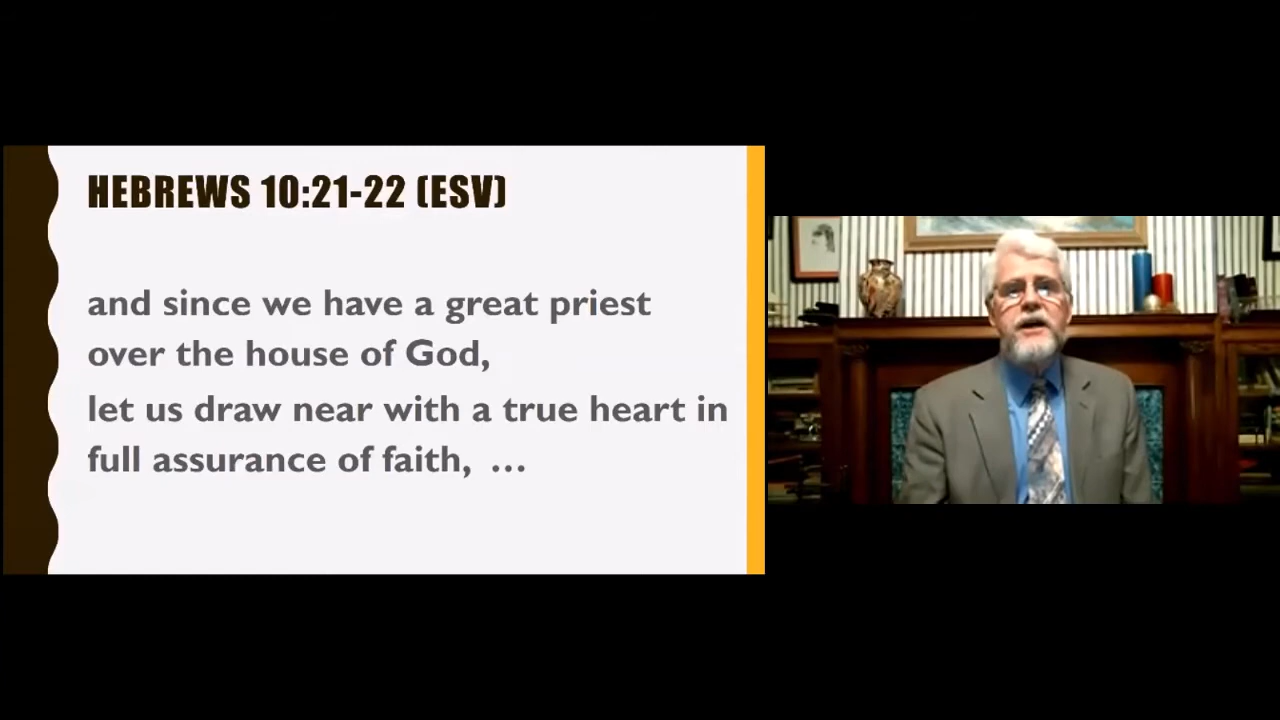 HEBREWS 10:21-22 (ESV)
and since we have a great priest
over the house of God,
let us draw near with a true heart in
full assurance of faith, ...